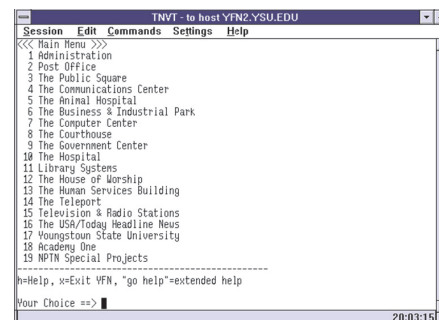 TNVT - to host YFN2.YSU.EDU
Session Edit Commands Settings Help
<<< Main Menu >>>
1 Administration
2 Post Office
3 The Public Square
4 The Communications Center
5 The Animal Hospital
6 The Business & Industrial Park
7 The Computer Center
8 The Courthouse
9 The Government Center
10 The Hospital
11 Library Systems
12 The House of Worship
13 The Human Services Building
14 The Teleport
15 Television & Radio Stations
16 The USA/Today Headline News
17 Youngstown State University
18 Academy One
19 NPTN Special Projects
------------------------------------------------
h=Help, x=Exit YFN, "go help"=extended help
Your Choice ==>
20:03:15